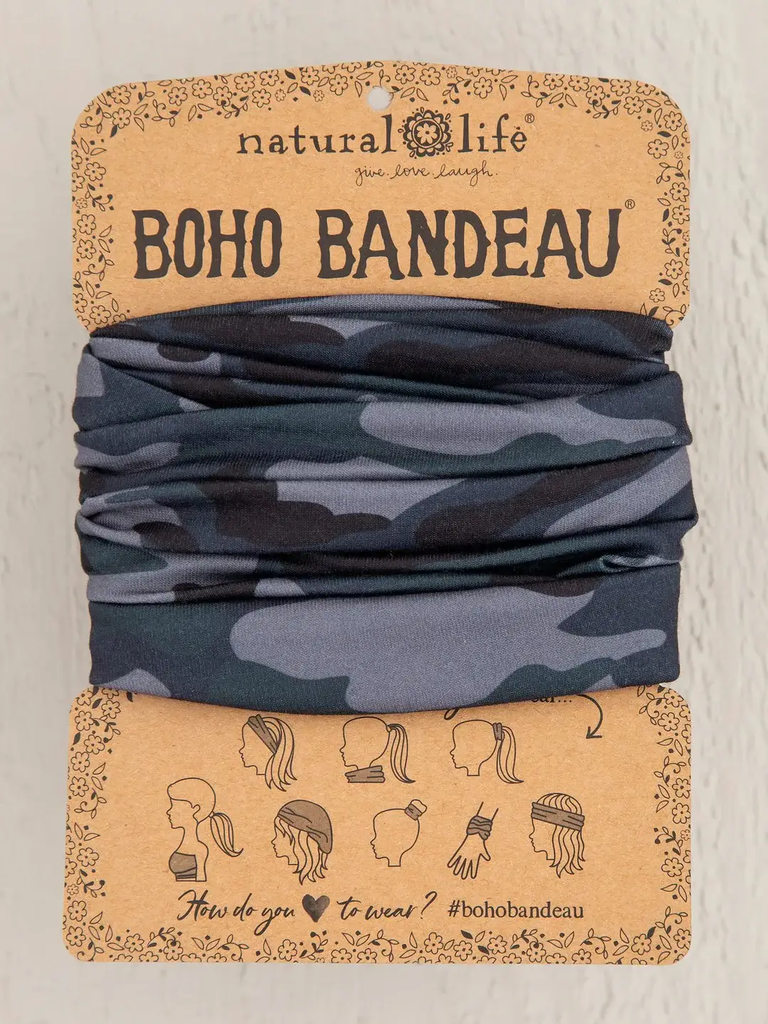 natural life®
give. love. laugh.
BOHO BANDEAU®
How do you ♥ to wear? #bohobandeau